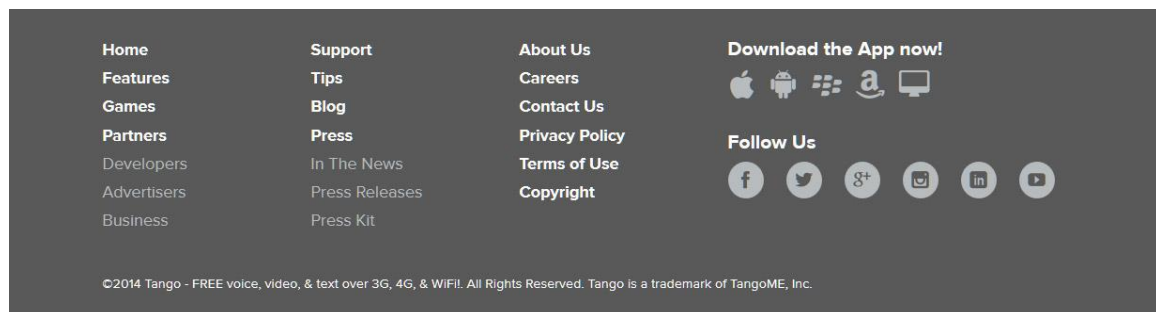 Home
Features
Games
Partners
Developers
Advertisers
Business
Support
Tips
Blog
Press
In The News
Press Releases
Press Kit
About Us
Careers
Contact Us
Privacy Policy
Terms of Use
Copyright
Download the App now!
Follow Us
©2014 Tango - FREE voice, video, & text over 3G, 4G, & WiFi!. All Rights Reserved. Tango is a trademark of TangoME, Inc.